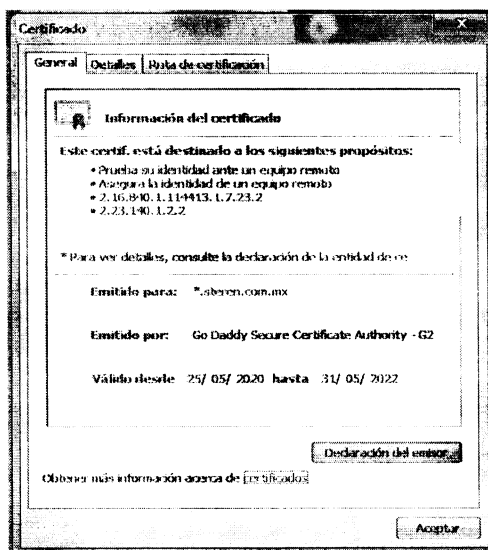 Certificado
General Detalles Ruta de certificación
Información del certificado
Este certif. está destinado a los siguientes propósitos:
• Prueba su identidad ante un equipo remoto
• Asegura la identidad de un equipo remoto
• 2.16.840.1.114413.1.7.23.2
• 2.23.140.1.2.2
* Para ver detalles, consulte la declaración de la entidad de ce
Emitido para: *.steren.com.mx
Emitido por: Go Daddy Secure Certificate Authority - G2
Válido desde 25/ 05/ 2020 hasta 31/ 05/ 2022
Declaración del emisor
Obtener más información acerca de certificados
Aceptar